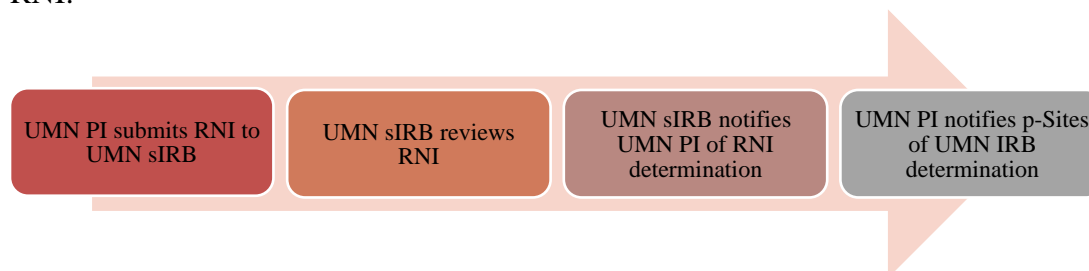 RNI.
UMN PI submits RNI to
UMN sIRB
UMN sIRB reviews
RNI
UMN sIRB notifies
UMN PI of RNI
determination
UMN PI notifies p-Sites
of UMN IRB
determination